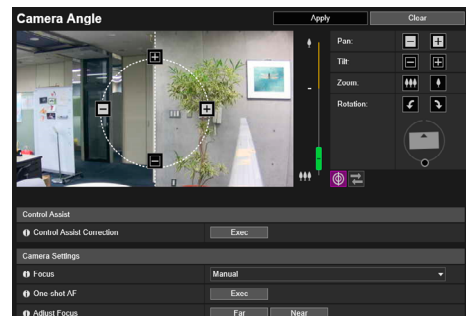 Camera Angle
Apply
Clear
Pan:
Tilt:
Zoom:
Rotation:
Control Assist
Control Assist Correction
Exec
Camera Settings
Focus
Manual
One-shot AF
Exec
Adjust Focus
Far
Near